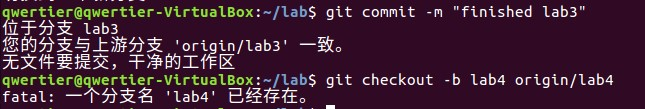 qwertier@qwertier-VirtualBox:~/lab$ git commit -m "finished lab3"
位于分支 lab3
您的分支与上游分支 'origin/lab3' 一致。
无文件要提交，干净的工作区
qwertier@qwertier-VirtualBox:~/lab$ git checkout -b lab4 origin/lab4
fatal: 一个分支名 'lab4' 已经存在。